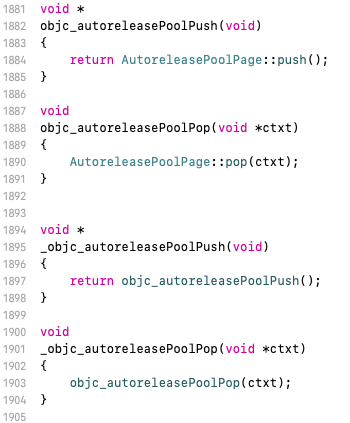 1881 void *
1882 objc_autoreleasePoolPush(void)
1883 {
1884     return AutoreleasePoolPage::push();
1885 }
1886
1887 void
1888 objc_autoreleasePoolPop(void *ctxt)
1889 {
1890     AutoreleasePoolPage::pop(ctxt);
1891 }
1892
1893
1894 void *
1895 _objc_autoreleasePoolPush(void)
1896 {
1897     return objc_autoreleasePoolPush();
1898 }
1899
1900 void
1901 _objc_autoreleasePoolPop(void *ctxt)
1902 {
1903     objc_autoreleasePoolPop(ctxt);
1904 }
1905